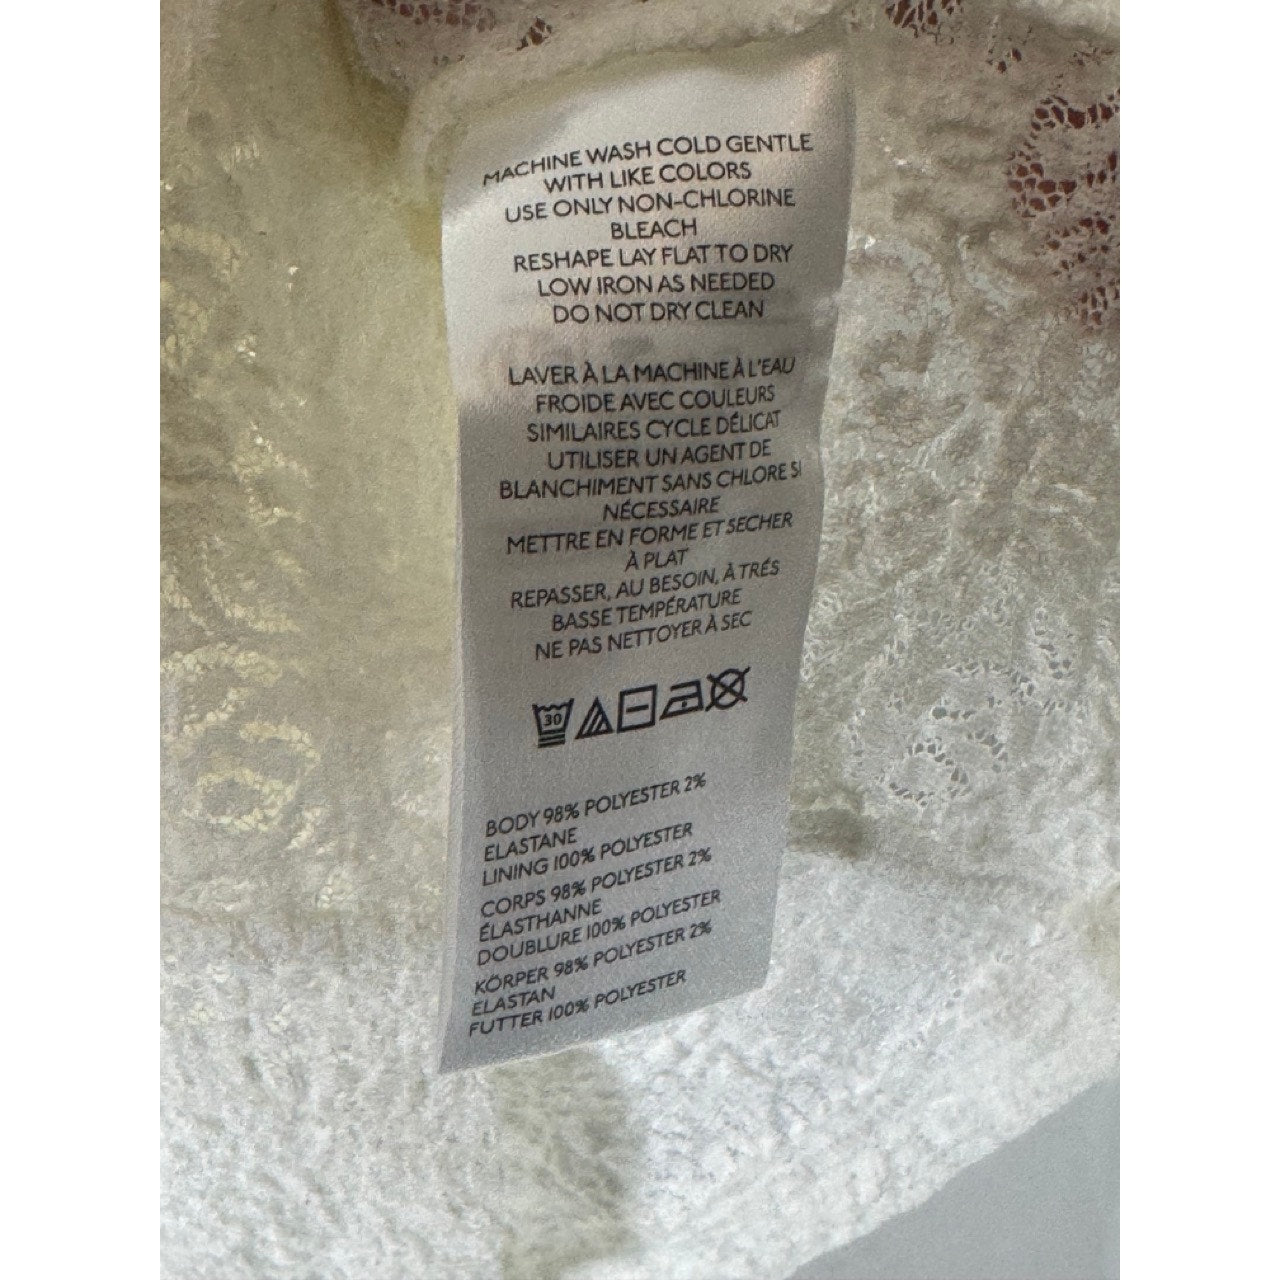 MACHINE WASH COLD GENTLE
WITH LIKE COLORS
USE ONLY NON-CHLORINE
BLEACH
RESHAPE LAY FLAT TO DRY
LOW IRON AS NEEDED
DO NOT DRY CLEAN
LAVER À LA MACHINE À L'EAU
FROIDE AVEC COULEURS
SIMILAIRES CYCLE DÉLICAT
UTILISER UN AGENT DE
BLANCHIMENT SANS CHLORE SI
NÉCESSAIRE
METTRE EN FORME ET SECHER
À PLAT
REPASSER, AU BESOIN, À TRÉS
BASSE TEMPÉRATURE
NE PAS NETTOYER À SEC
30
BODY 98% POLYESTER 2%
ELASTANE
LINING 100% POLYESTER
CORPS 98% POLYESTER 2%
ÉLASTHANNE
DOUBLURE 100% POLYESTER
KÖRPER 98% POLYESTER 2%
ELASTAN
FUTTER 100% POLYESTER